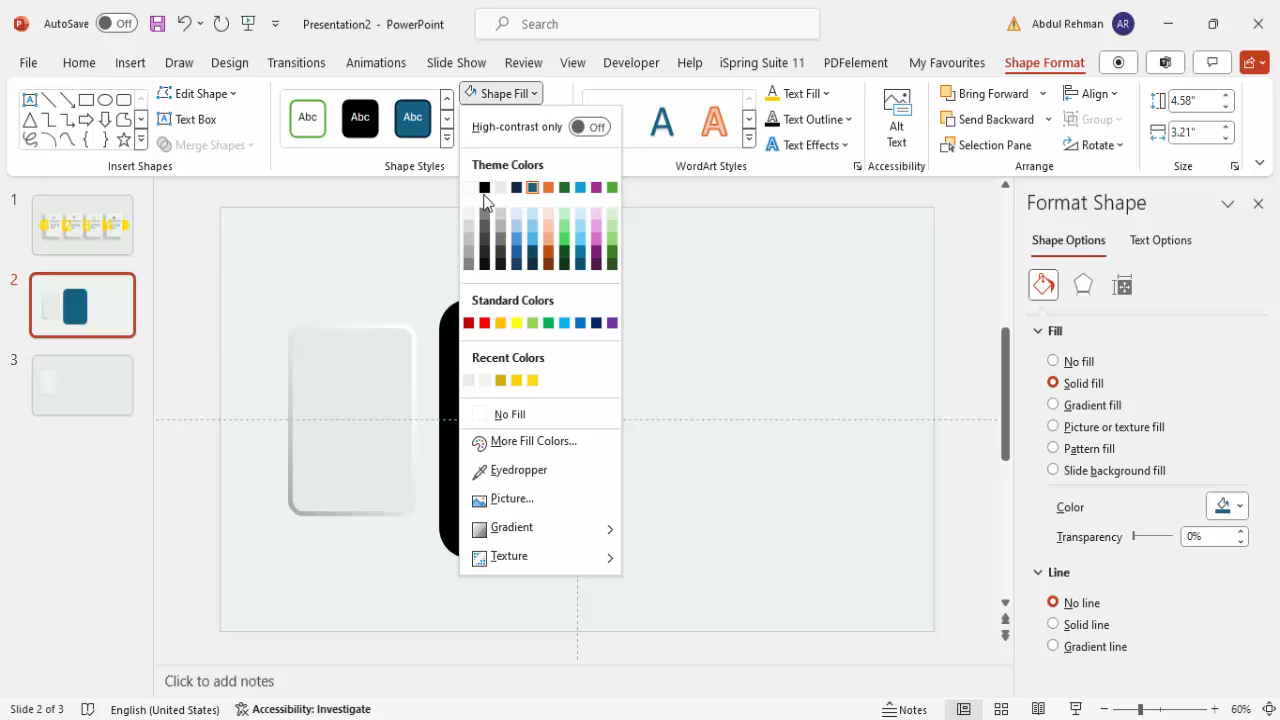 AutoSave Off Presentation2 - PowerPoint Search Abdul Rehman AR
File Home Insert Draw Design Transitions Animations Slide Show Review View Developer Help iSpring Suite 11 PDFelement My Favourites Shape Format
Edit Shape
Text Box
Merge Shapes
Insert Shapes
Abc Abc Abc
Shape Styles
Shape Fill
A A
WordArt Styles
Text Fill
Text Outline
Text Effects
Alt
Text
Accessibility
Bring Forward
Send Backward
Selection Pane
Align
Group
Rotate
Arrange
4.58"
3.21"
Size
High-contrast only Off
Theme Colors
Standard Colors
Recent Colors
No Fill
More Fill Colors...
Eyedropper
Picture...
Gradient
Texture
1
2
3
Format Shape
Shape Options Text Options
Fill
No fill
Solid fill
Gradient fill
Picture or texture fill
Pattern fill
Slide background fill
Color
Transparency 0%
Line
No line
Solid line
Gradient line
Click to add notes
Slide 2 of 3 English (United States) Accessibility: Investigate Notes 60%